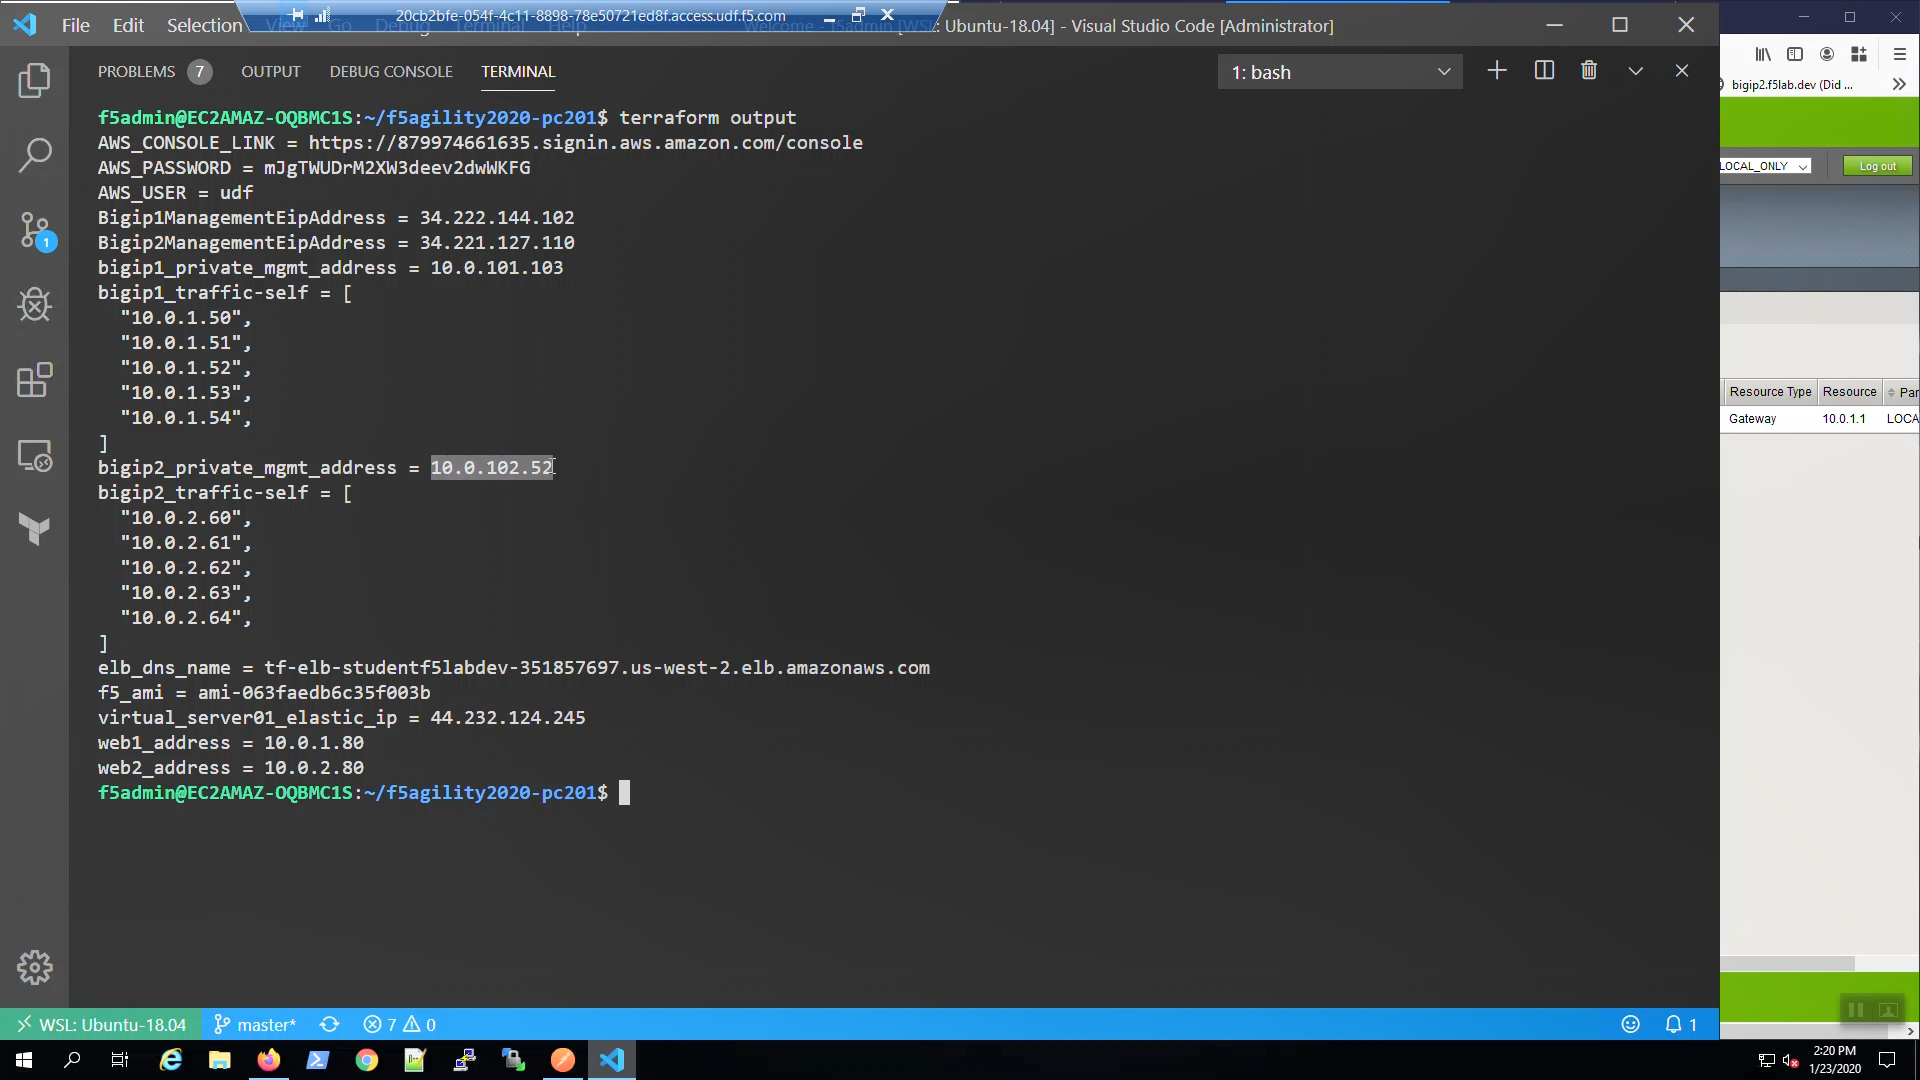 20cb2bfe-054f-4c11-8898-78e50721ed8f.access.udf.f5.com
File Edit Selection View Go Debug Terminal Help
Welcome - f5admin [WSL: Ubuntu-18.04] - Visual Studio Code [Administrator]
PROBLEMS 7 OUTPUT DEBUG CONSOLE TERMINAL
1: bash
f5admin@EC2AMAZ-OQBMC1S:~/f5agility2020-pc201$ terraform output
AWS_CONSOLE_LINK = https://879974661635.signin.aws.amazon.com/console
AWS_PASSWORD = mJgTWUDrM2XW3deev2dwWKFG
AWS_USER = udf
Bigip1ManagementEipAddress = 34.222.144.102
Bigip2ManagementEipAddress = 34.221.127.110
bigip1_private_mgmt_address = 10.0.101.103
bigip1_traffic-self = [
"10.0.1.50",
"10.0.1.51",
"10.0.1.52",
"10.0.1.53",
"10.0.1.54",
]
bigip2_private_mgmt_address = 10.0.102.52
bigip2_traffic-self = [
"10.0.2.60",
"10.0.2.61",
"10.0.2.62",
"10.0.2.63",
"10.0.2.64",
]
elb_dns_name = tf-elb-studentf5labdev-351857697.us-west-2.elb.amazonaws.com
f5_ami = ami-063faedb6c35f003b
virtual_server01_elastic_ip = 44.232.124.245
web1_address = 10.0.1.80
web2_address = 10.0.2.80
f5admin@EC2AMAZ-OQBMC1S:~/f5agility2020-pc201$
1
bigip2.f5lab.dev (Did ...
LOCAL_ONLY Log out
Resource Type Resource Par
Gateway 10.0.1.1 LOCA
WSL: Ubuntu-18.04 master* 7 0 1
2:20 PM
1/23/2020